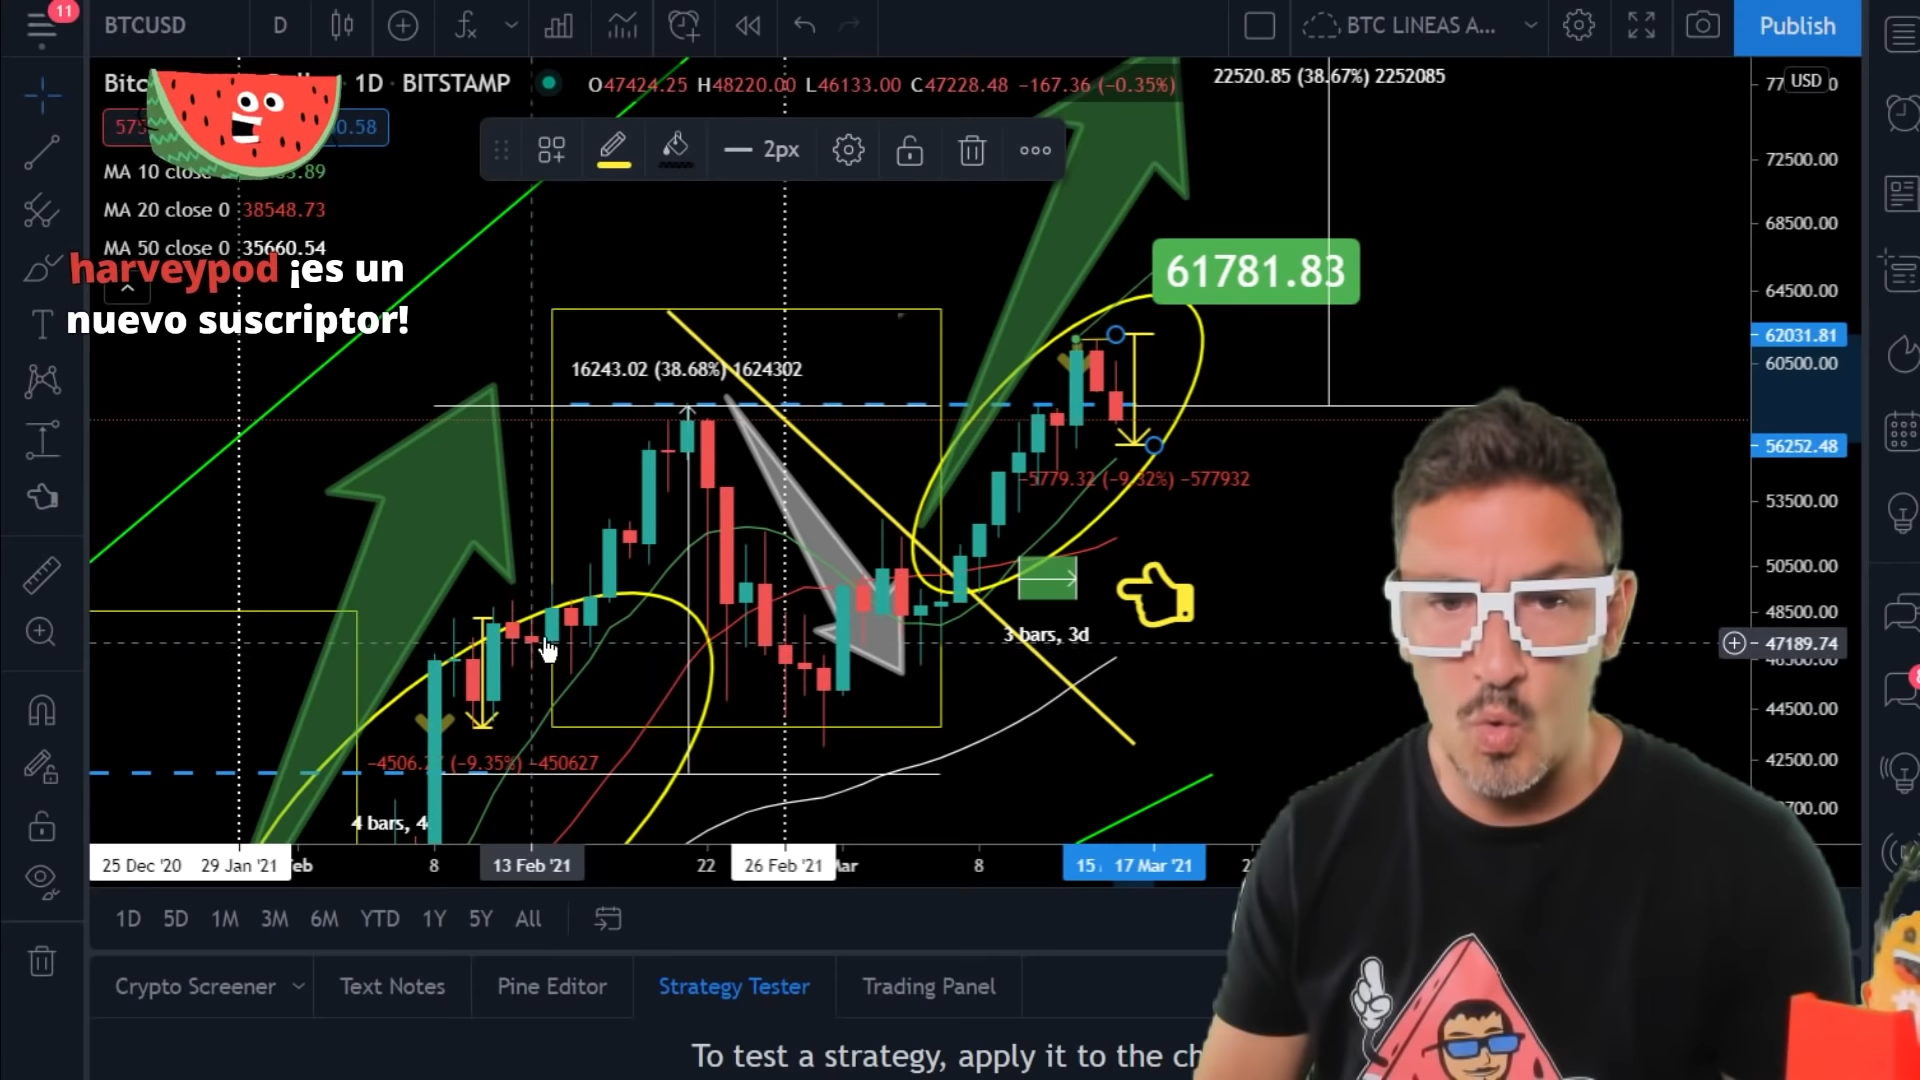 11
BTCUSD
D
BTC LINEAS A...
Publish
1D · BITSTAMP
O47424.25 H48220.00 L46133.00 C47228.48 −167.36 (−0.35%)
22520.85 (38.67%) 2252085
USD
72500.00
68500.00
64500.00
62031.81
60500.00
56252.48
53500.00
50500.00
48500.00
47189.74
44500.00
42500.00
2px
MA 10 close
MA 20 close 0 38548.73
MA 50 close 0 35660.54
harveypod ¡es un
nuevo suscriptor!
61781.83
16243.02 (38.68%) 1624302
−5779.32 (−9.32%) −577932
3 bars, 3d
(−9.35%) −450627
4 bars, 4
25 Dec '20
29 Jan '21
8
13 Feb '21
22
26 Feb '21
8
15
17 Mar '21
1D 5D 1M 3M 6M YTD 1Y 5Y All
Crypto Screener
Text Notes
Pine Editor
Strategy Tester
Trading Panel
To test a strategy, apply it to the ch